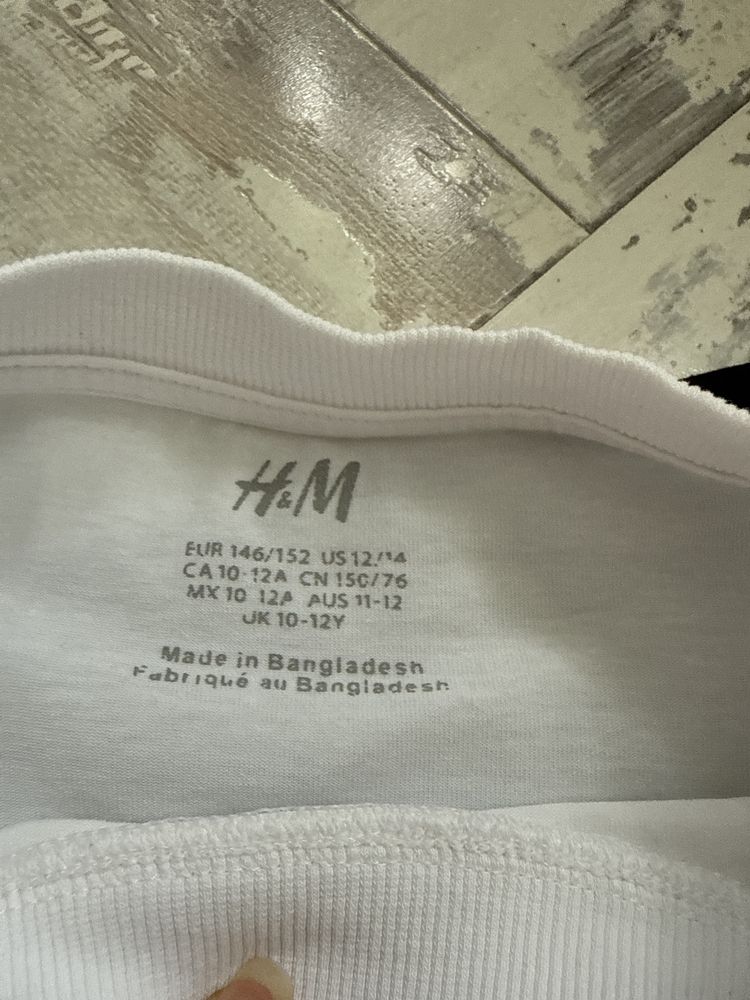 H&M
EUR 146/152 US 12/14
CA 10-12A CN 150/76
MX 10-12A AUS 11-12
UK 10-12Y
Made in Bangladesh
Fabriqué au Bangladesh